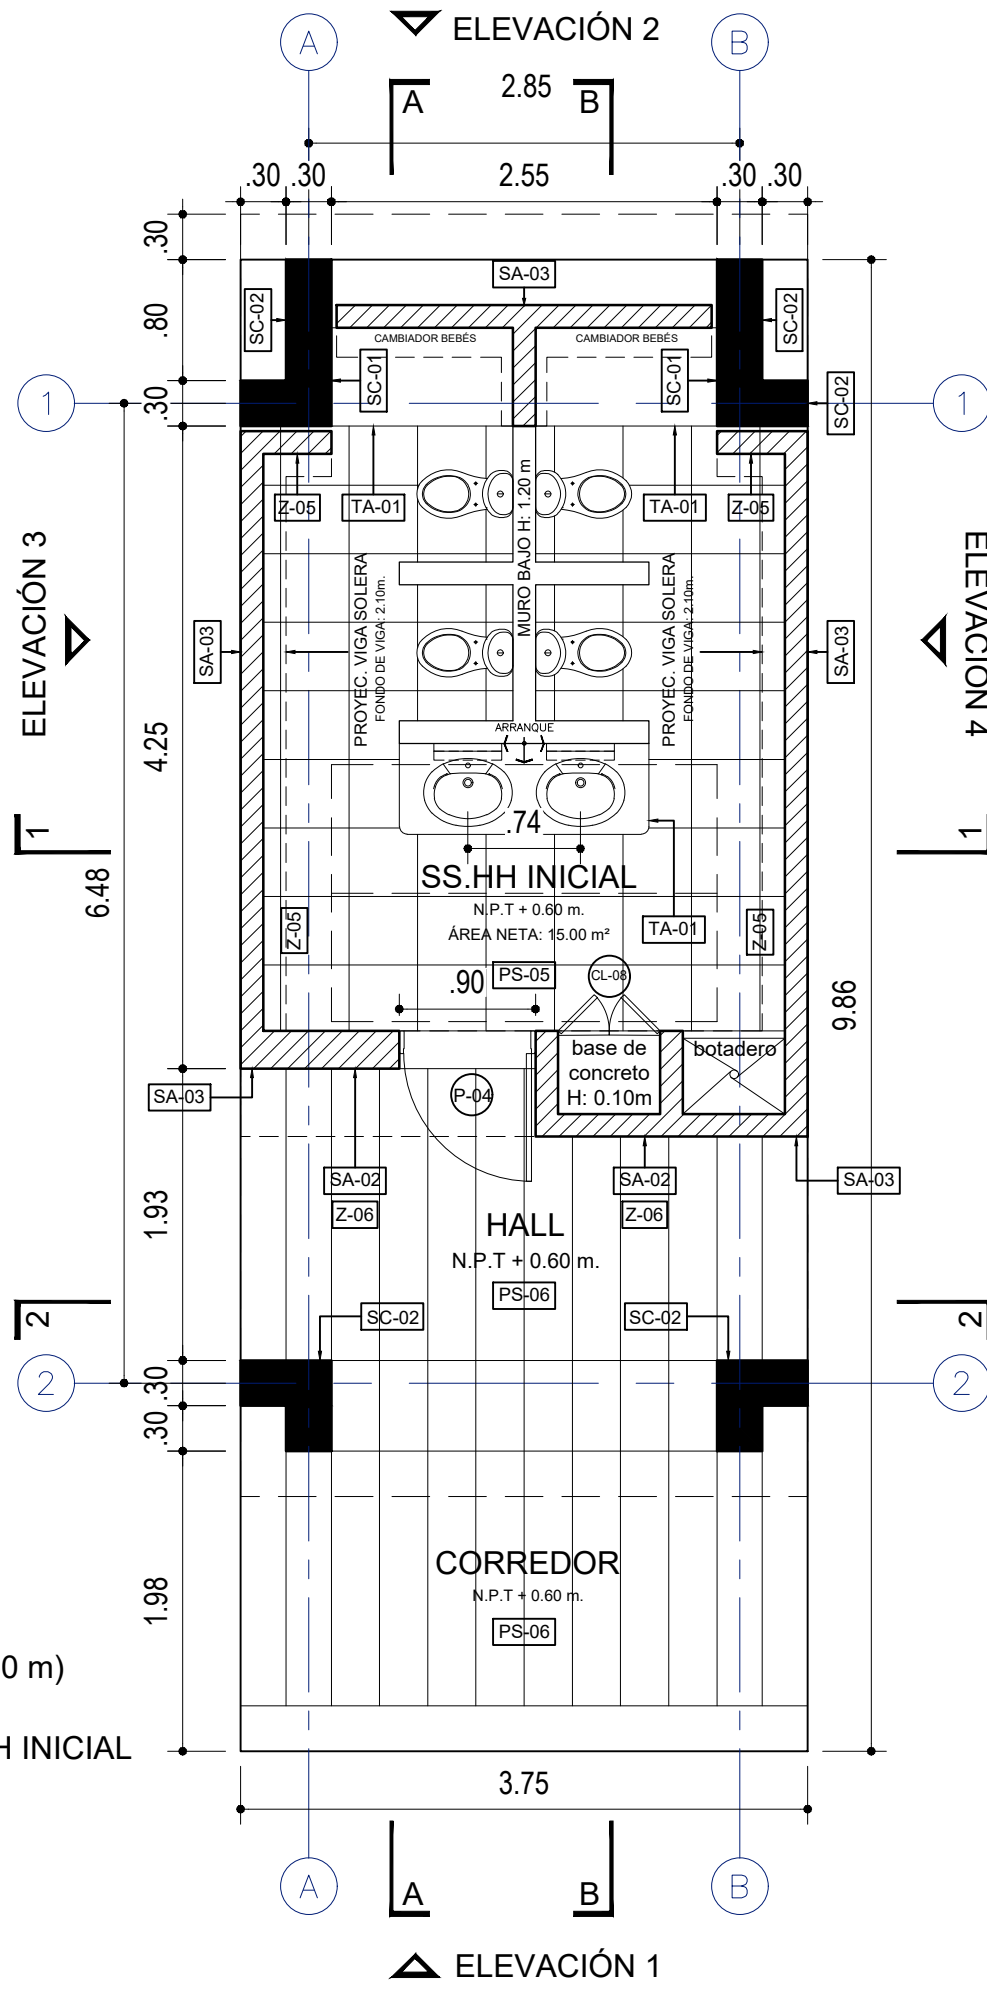 ELEVACIÓN 2
A
B
A
B
2.85
.30
.30
2.55
.30
.30
.30
SA-03
SC-02
SC-02
.80
CAMBIADOR BEBÉS
CAMBIADOR BEBÉS
SC-01
SC-01
SC-02
1
1
.30
MURO BAJO H: 1.20 m
Z-05
TA-01
TA-01
Z-05
ELEVACIÓN 3
ELEVACIÓN 4
PROYEC. VIGA SOLERA
FONDO DE VIGA: 2.10m.
PROYEC. VIGA SOLERA
FONDO DE VIGA: 2.10m.
SA-03
SA-03
ARRANQUE
4.25
.74
1
1
6.48
SS.HH INICIAL
N.P.T + 0.60 m.
ÁREA NETA: 15.00 m²
TA-01
Z-05
Z-05
PS-05
CL-08
.90
9.86
base de
concreto
H: 0.10m
botadero
SA-03
P-04
SA-02
Z-06
SA-02
Z-06
SA-03
1.93
HALL
N.P.T + 0.60 m.
PS-06
2
2
SC-02
SC-02
2
2
.30
.30
CORREDOR
N.P.T + 0.60 m.
PS-06
1.98
0 m)
H INICIAL
3.75
A
B
A
B
ELEVACIÓN 1